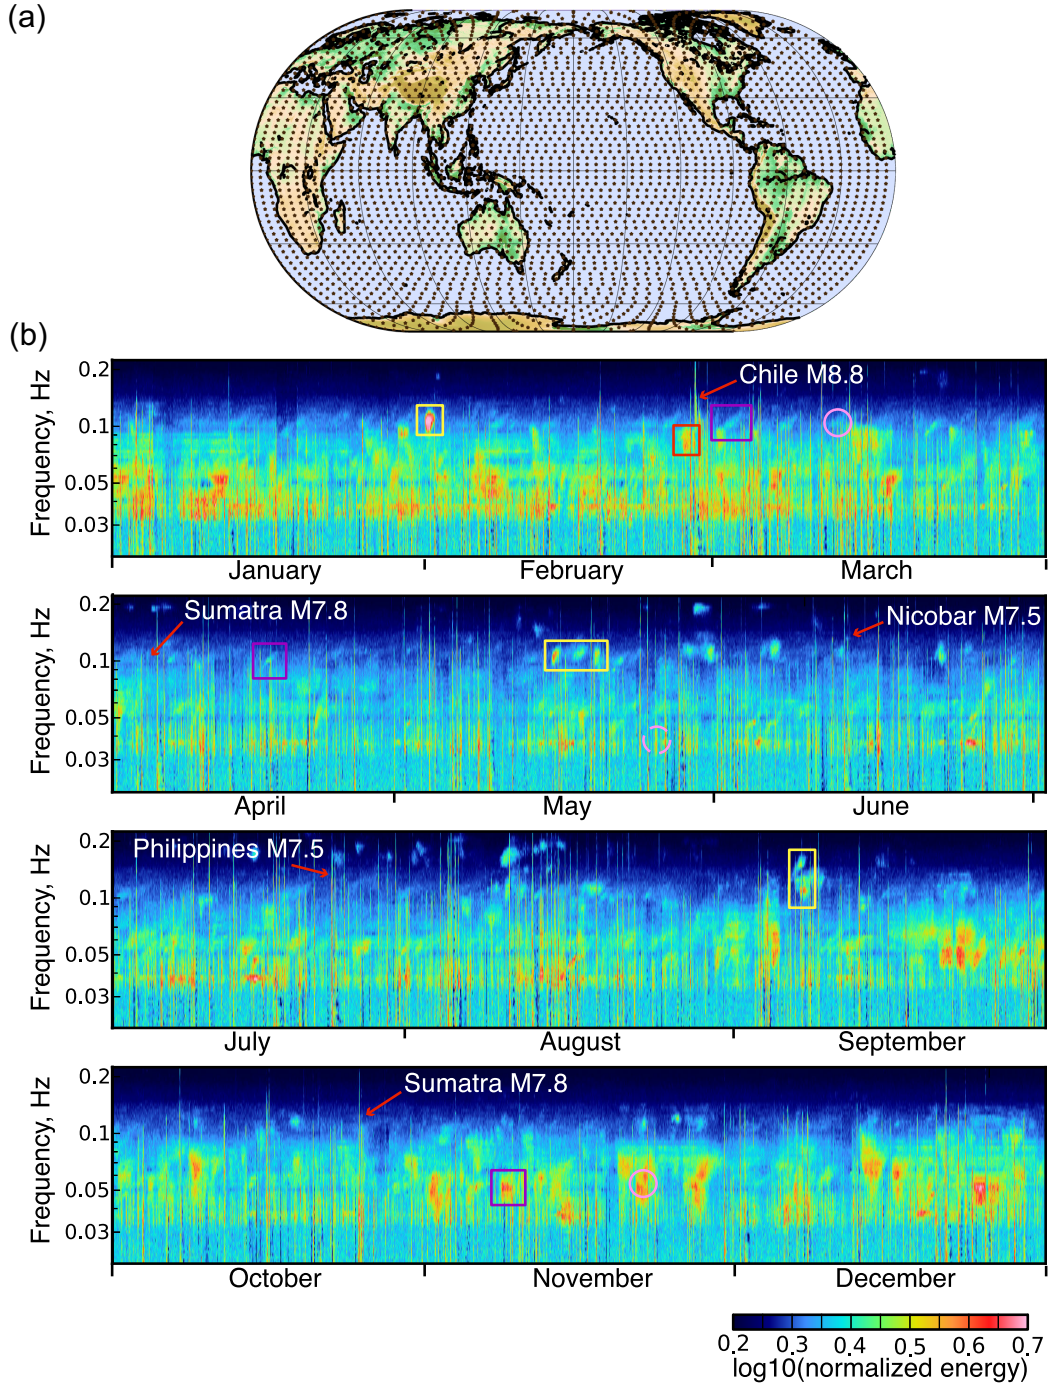 (a)
(b)
0.2
0.1
0.05
0.03
Frequency, Hz
Chile M8.8
January
February
March
0.2
0.1
0.05
0.03
Frequency, Hz
Sumatra M7.8
Nicobar M7.5
April
May
June
0.2
0.1
0.05
0.03
Frequency, Hz
Philippines M7.5
July
August
September
0.2
0.1
0.05
0.03
Frequency, Hz
Sumatra M7.8
October
November
December
0.2 0.3 0.4 0.5 0.6 0.7
log10(normalized energy)